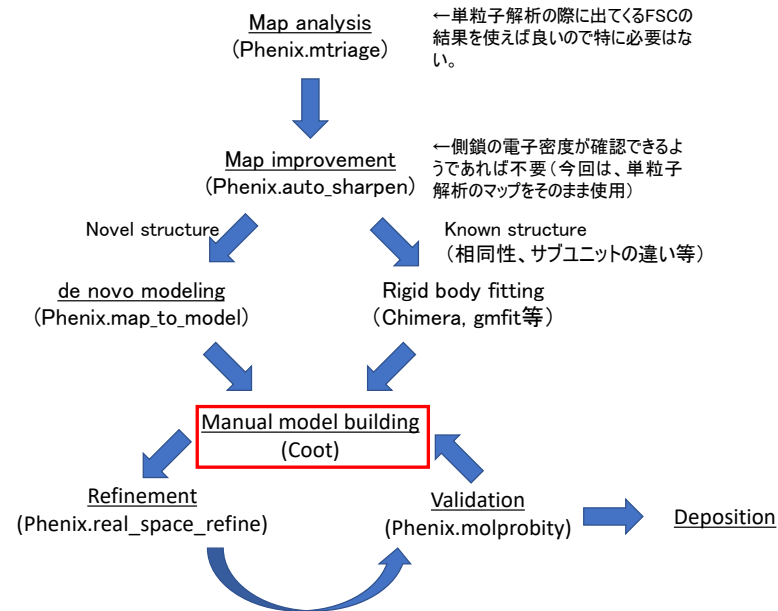 Map analysis
(Phenix.mtriage)
←単粒子解析の際に出てくるFSCの
結果を使えば良いので特に必要はな
い。
Map improvement
(Phenix.auto_sharpen)
←側鎖の電子密度が確認できるよ
うであれば不要(今回は、単粒子
解析のマップをそのまま使用)
Novel structure
Known structure
(相同性、サブユニットの違い等)
de novo modeling
(Phenix.map_to_model)
Rigid body fitting
(Chimera, gmfit等)
Manual model building
(Coot)
Refinement
(Phenix.real_space_refine)
Validation
(Phenix.molprobity)
Deposition